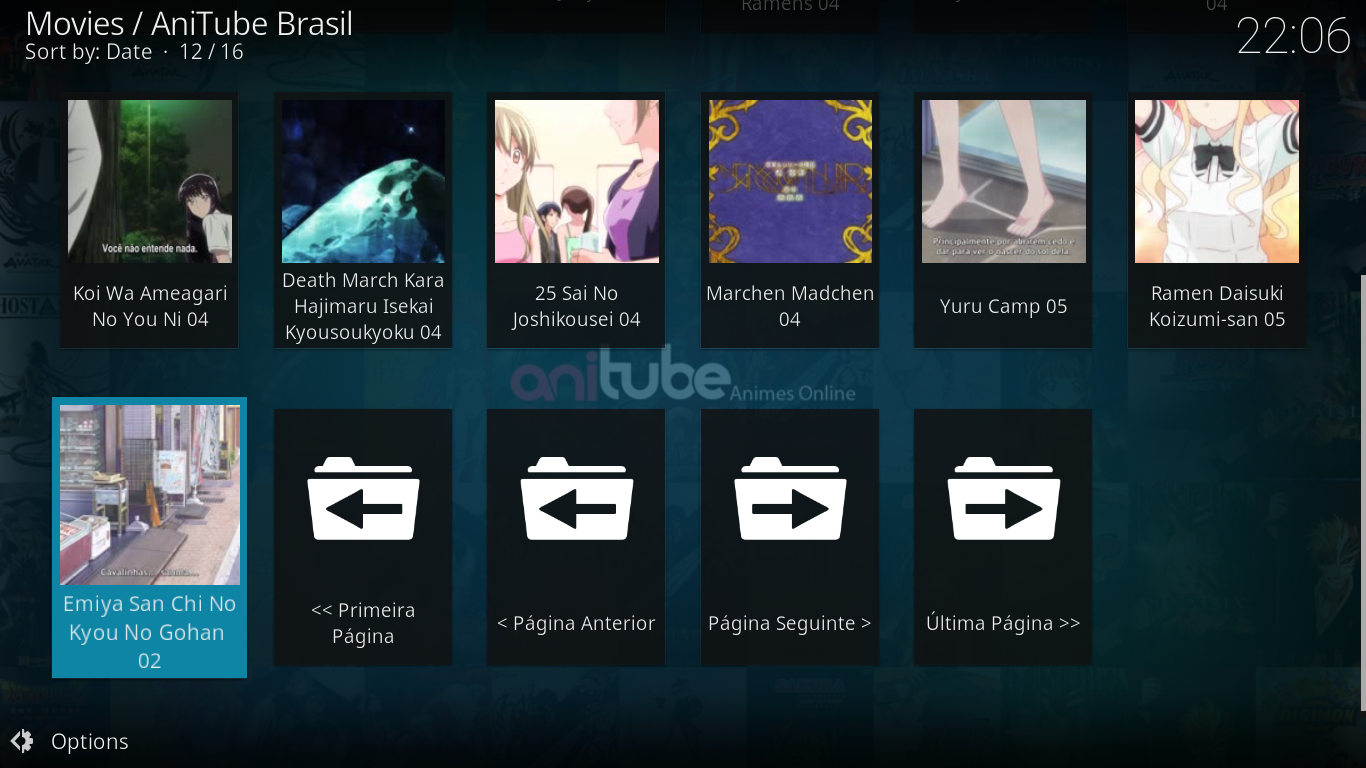 Movies / AniTube Brasil
Sort by: Date · 12 / 16
22:06
Ramens 04
04
Você não entende nada.
Principalmente por abrirem cedo e
dar para ver o nascer do sol dela.
Koi Wa Ameagari
No You Ni 04
Death March Kara
Hajimaru Isekai
Kyousoukyoku 04
25 Sai No
Joshikousei 04
Marchen Madchen
04
Yuru Camp 05
Ramen Daisuki
Koizumi-san 05
anitube Animes Online
Emiya San Chi No
Kyou No Gohan
02
<< Primeira
Página
< Página Anterior
Página Seguinte >
Última Página >>
Options